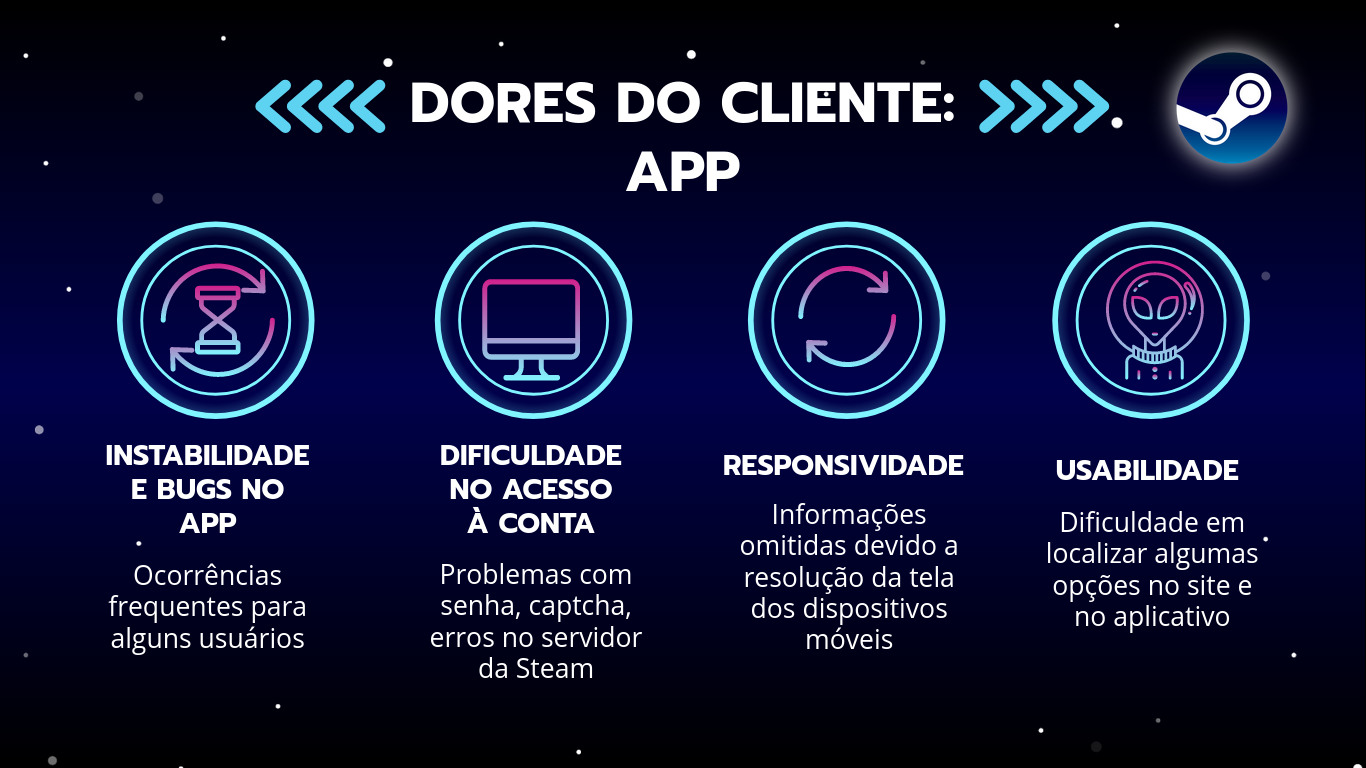 DORES DO CLIENTE:
APP
INSTABILIDADE
E BUGS NO
APP
Ocorrências
frequentes para
alguns usuários
DIFICULDADE
NO ACESSO
À CONTA
Problemas com
senha, captcha,
erros no servidor
da Steam
RESPONSIVIDADE
Informações
omitidas devido a
resolução da tela
dos dispositivos
móveis
USABILIDADE
Dificuldade em
localizar algumas
opções no site e
no aplicativo